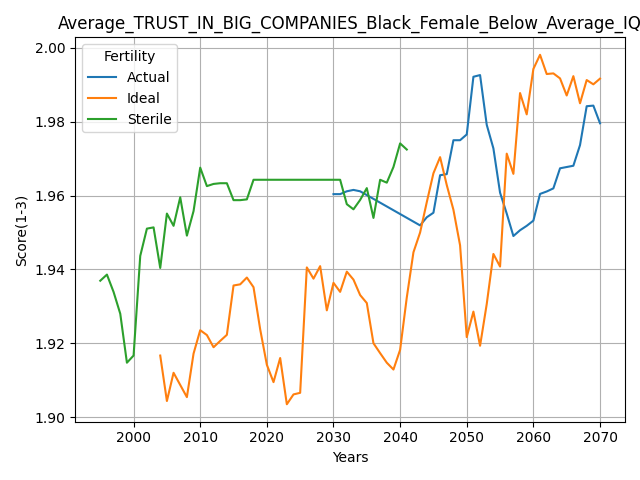 Average_TRUST_IN_BIG_COMPANIES_Black_Female_Below_Average_IQ
Fertility
Actual
Ideal
Sterile
Score(1-3)
2.00
1.98
1.96
1.94
1.92
1.90
2000 2010 2020 2030 2040 2050 2060 2070
Years